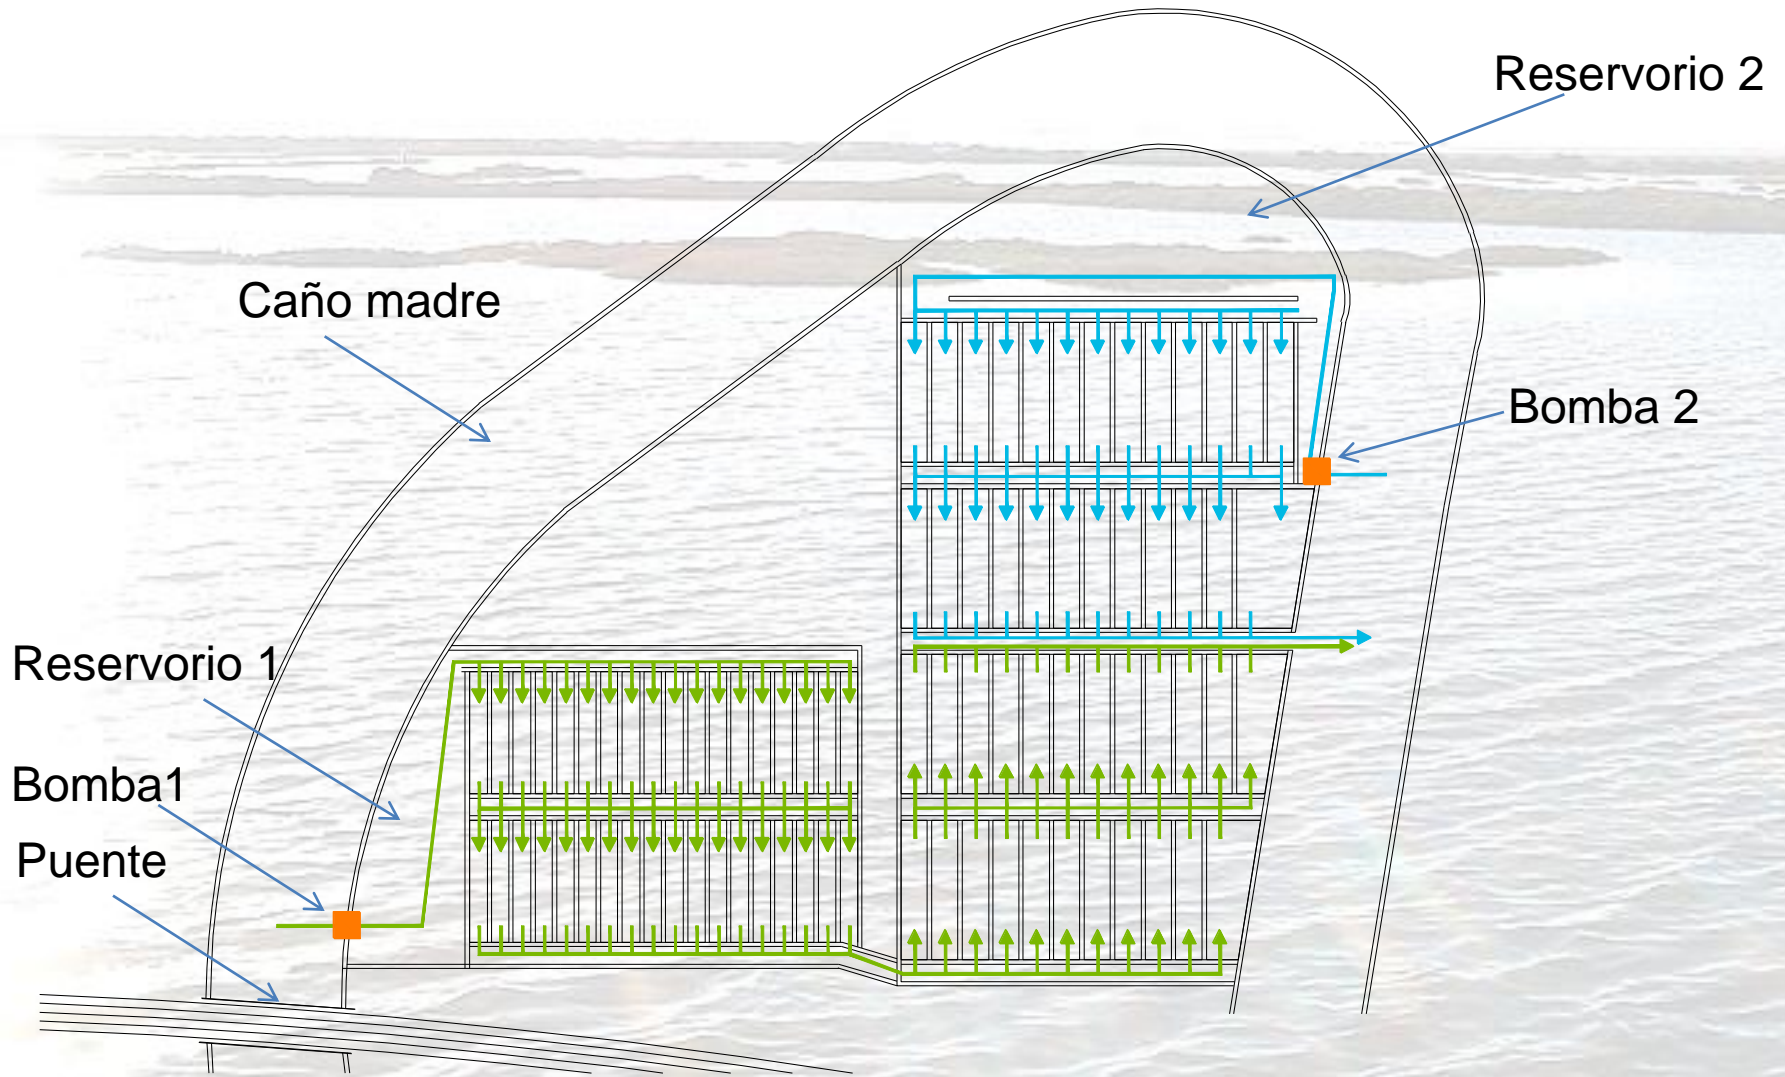 Reservorio 2
Caño madre
Bomba 2
Reservorio 1
Bomba1
Puente